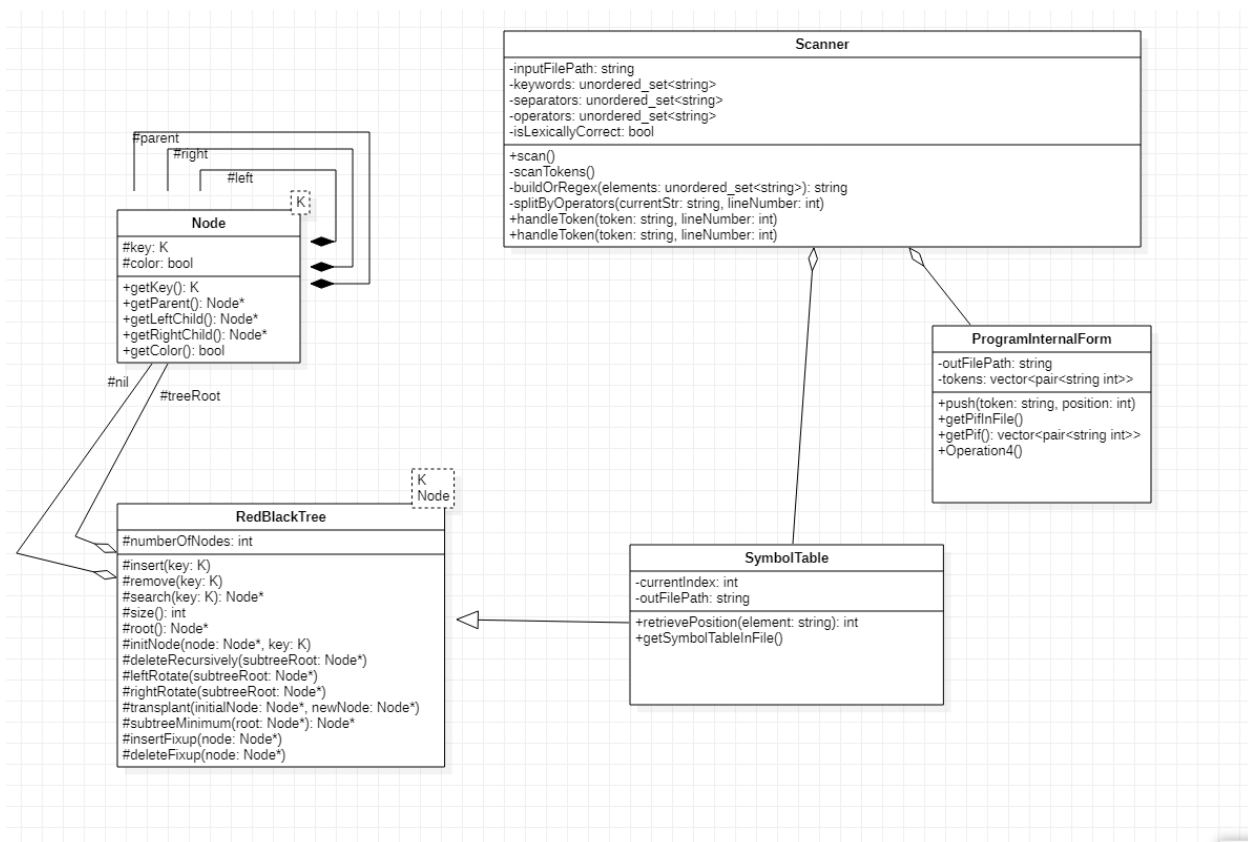 Scanner
-inputFilePath: string
-keywords: unordered_set<string>
-separators: unordered_set<string>
-operators: unordered_set<string>
-isLexicallyCorrect: bool
+scan()
-scanTokens()
-buildOrRegex(elements: unordered_set<string>): string
-splitByOperators(currentStr: string, lineNumber: int)
+handleToken(token: string, lineNumber: int)
+handleToken(token: string, lineNumber: int)
#parent
#right
#left
K
Node
#key: K
#color: bool
+getKey(): K
+getParent(): Node*
+getLeftChild(): Node*
+getRightChild(): Node*
+getColor(): bool
#nil
#treeRoot
ProgramInternalForm
-outFilePath: string
-tokens: vector<pair<string int>>
+push(token: string, position: int)
+getPifInFile()
+getPif(): vector<pair<string int>>
+Operation4()
K
Node
RedBlackTree
#numberOfNodes: int
#insert(key: K)
#remove(key: K)
#search(key: K): Node*
#size(): int
#root(): Node*
#initNode(node: Node*, key: K)
#deleteRecursively(subtreeRoot: Node*)
#leftRotate(subtreeRoot: Node*)
#rightRotate(subtreeRoot: Node*)
#transplant(initialNode: Node*, newNode: Node*)
#subtreeMinimum(root: Node*): Node*
#insertFixup(node: Node*)
#deleteFixup(node: Node*)
SymbolTable
-currentIndex: int
-outFilePath: string
+retrievePosition(element: string): int
+getSymbolTableInFile()